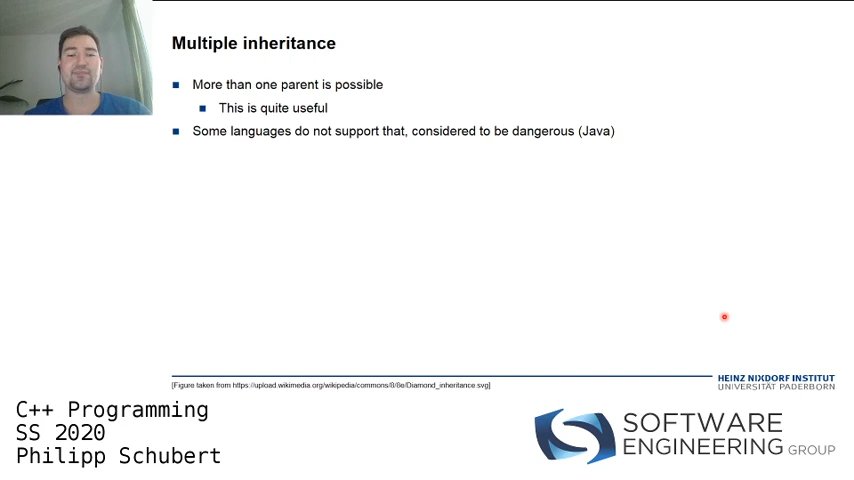 Multiple inheritance
More than one parent is possible
This is quite useful
Some languages do not support that, considered to be dangerous (Java)
[Figure taken from https://upload.wikimedia.org/wikipedia/commons/8/8e/Diamond_inheritance.svg]
HEINZ NIXDORF INSTITUT
UNIVERSITÄT PADERBORN
C++ Programming
SS 2020
Philipp Schubert
SOFTWARE
ENGINEERING GROUP